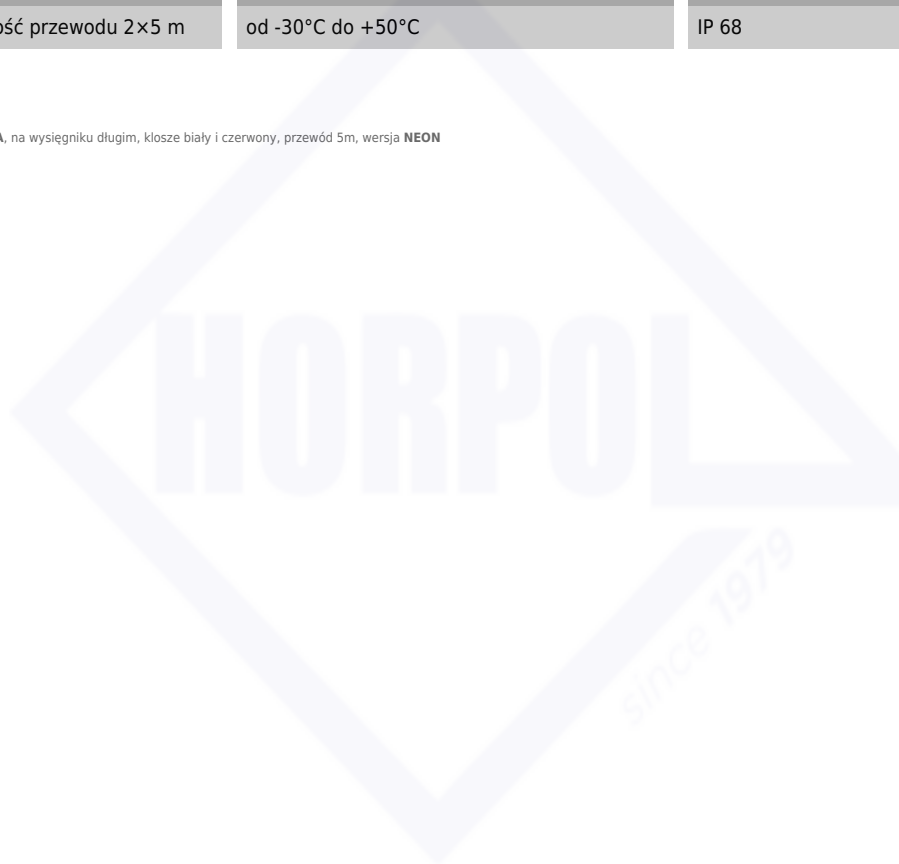 ość przewodu 2×5 m
od -30°C do +50°C
IP 68
, na wysięgniku długim, klosze biały i czerwony, przewód 5m, wersja NEON
HORPOL
since 1979